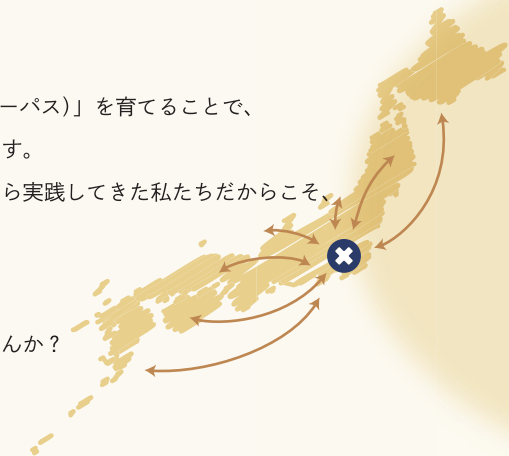 ーパス)」を育てることで、
す。
ら実践してきた私たちだからこそ、
んか？